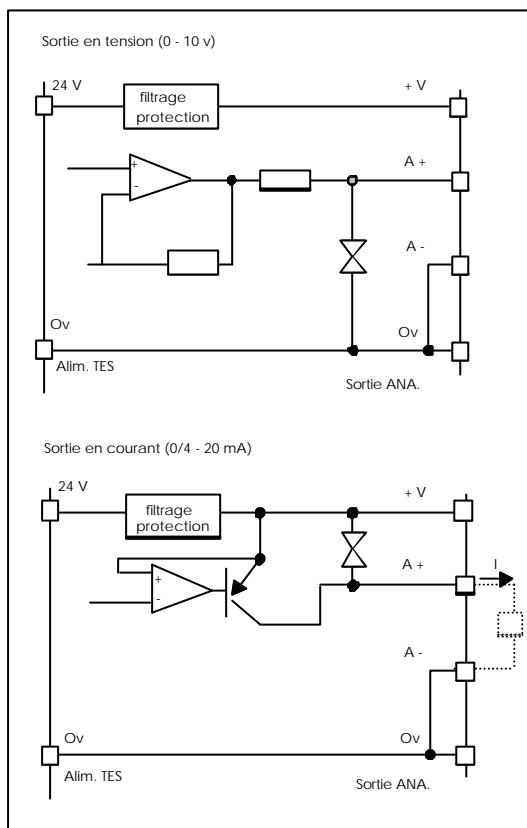 Sortie en tension (0 - 10 v)
24 V
filtrage
protection
+ V
A +
+
-
A -
Ov
Ov
Alim. TES
Sortie ANA.
Sortie en courant (0/4 - 20 mA)
24 V
filtrage
protection
+ V
A +
I
+
-
A -
Ov
Ov
Alim. TES
Sortie ANA.